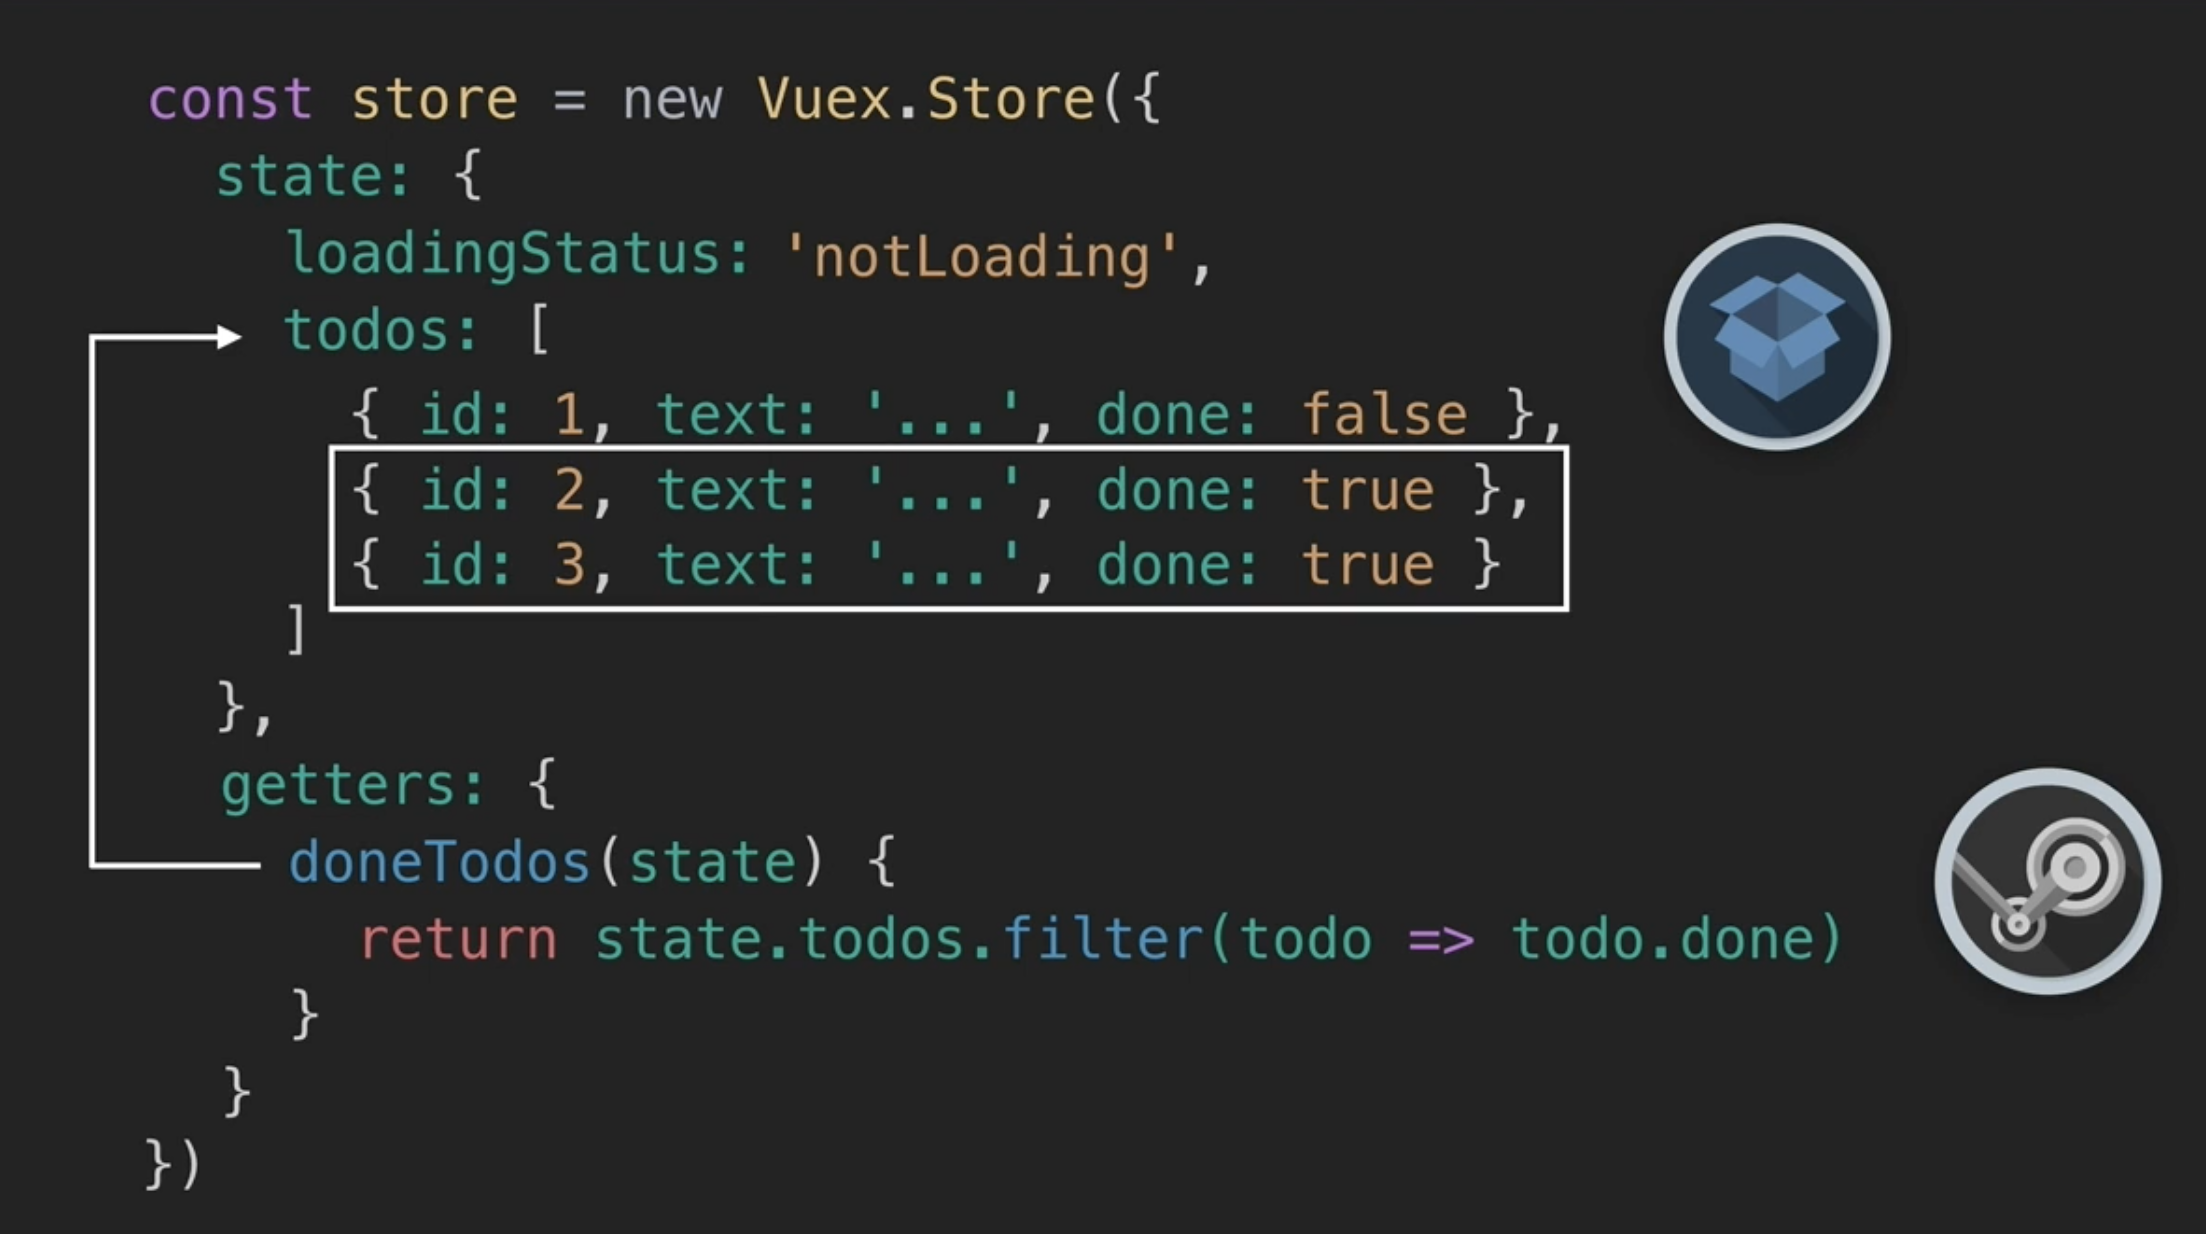 const store = new Vuex.Store({
state: {
loadingStatus: 'notLoading',
todos: [
{ id: 1, text: '...', done: false },
{ id: 2, text: '...', done: true },
{ id: 3, text: '...', done: true }
]
},
getters: {
doneTodos(state) {
return state.todos.filter(todo => todo.done)
}
}
})